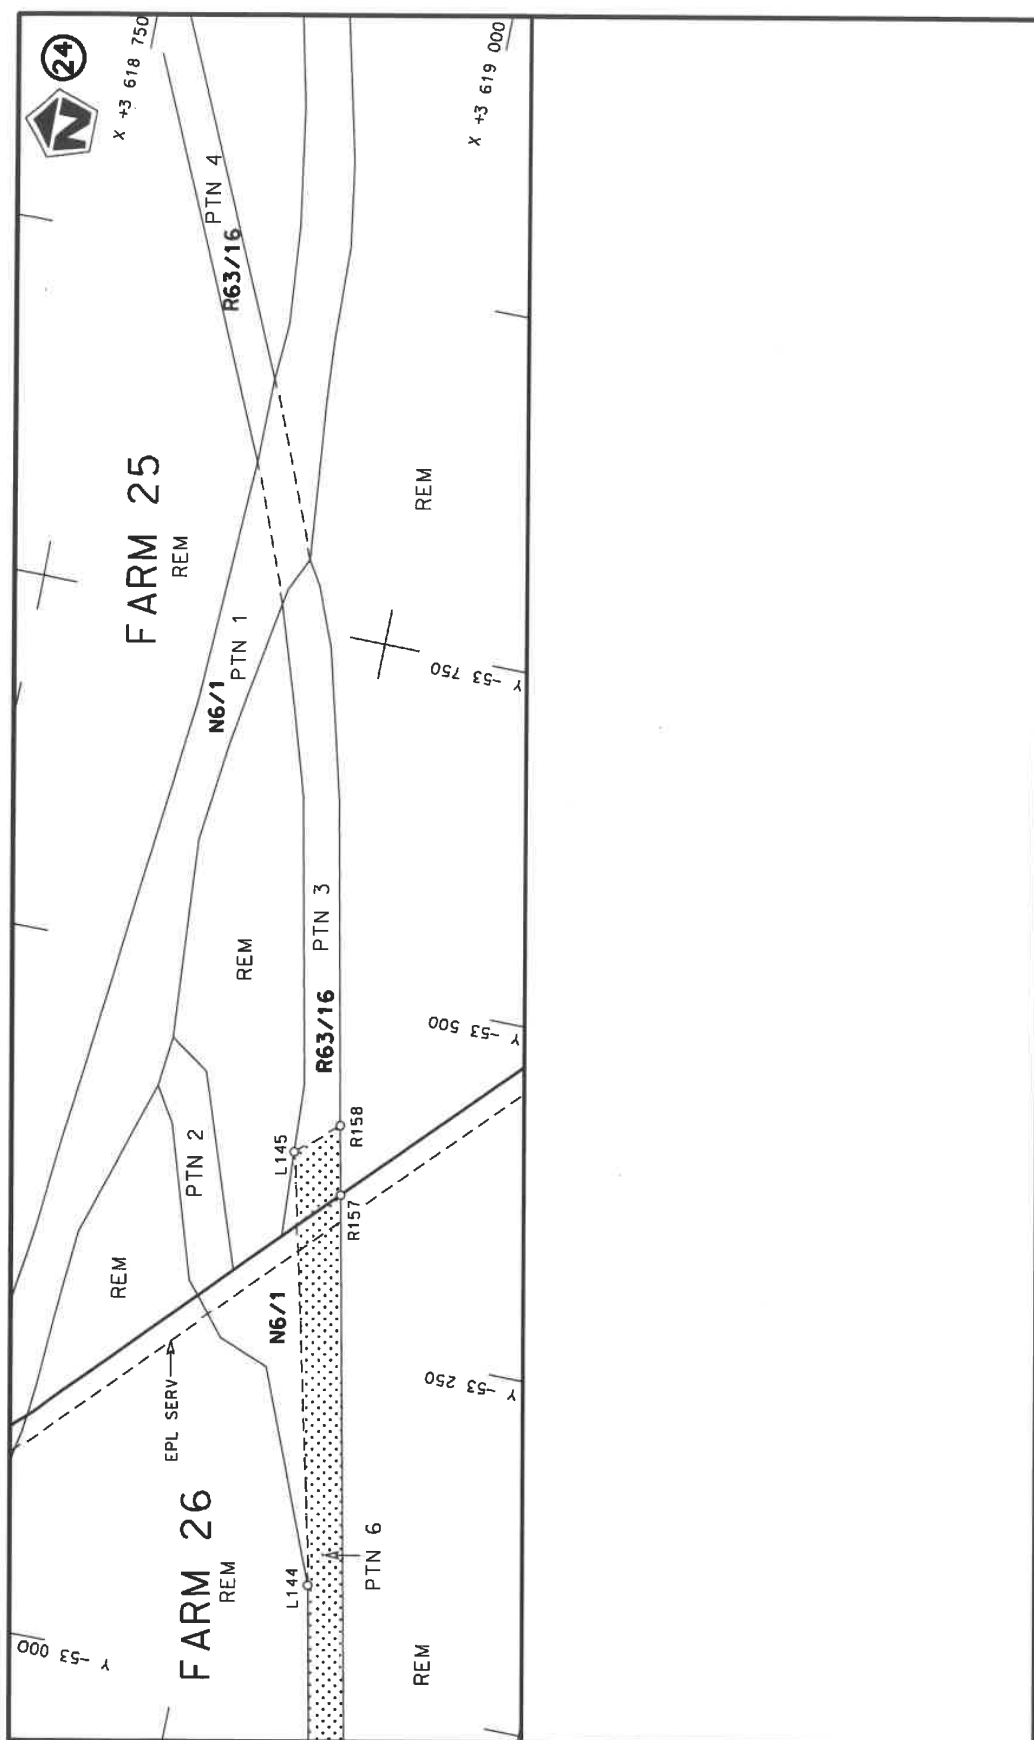 24
N
X +3 618 750
X +3 619 000
PTN 4
R63/16
FARM 25
REM
REM
PTN 1
N6/1
Y -53 750
PTN 3
REM
R63/16
Y -53 500
R158
L145
PTN 2
R157
REM
N6/1
Y -53 250
EPL SERV
FARM 26
REM
PTN 6
L144
Y -53 000
REM